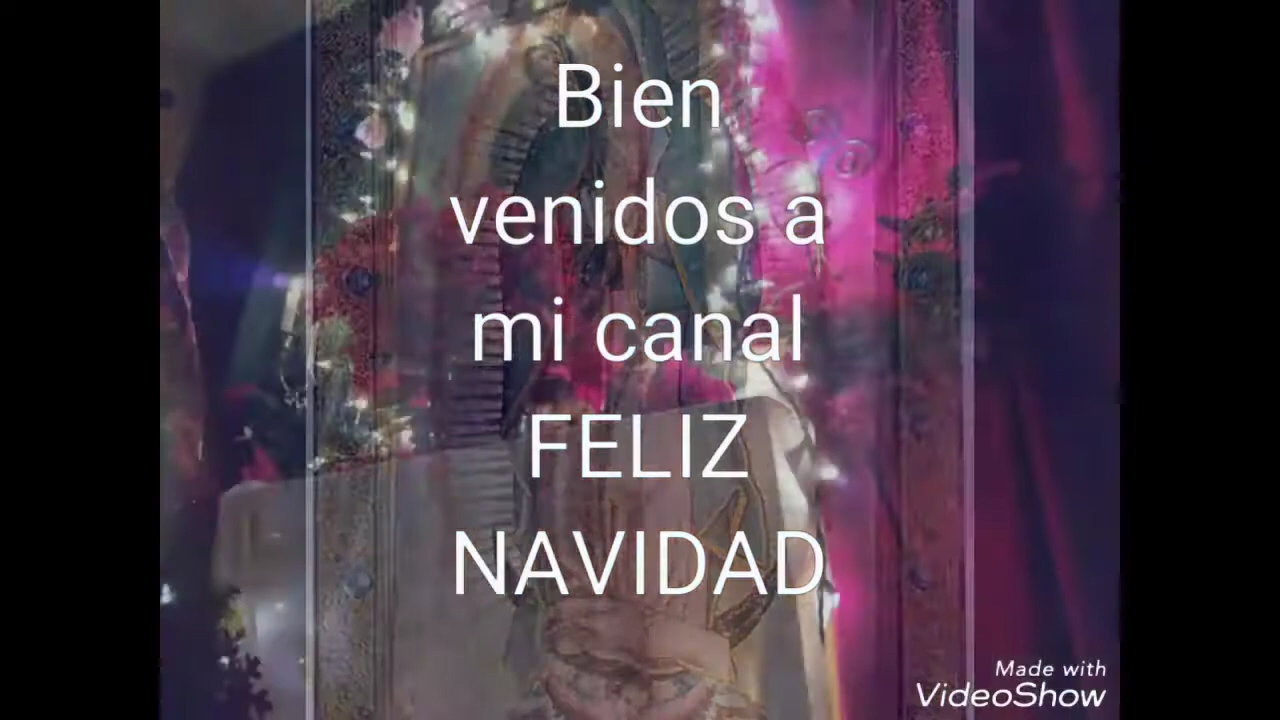 Bien
venidos a
mi canal
FELIZ
NAVIDAD
Made with
VideoShow